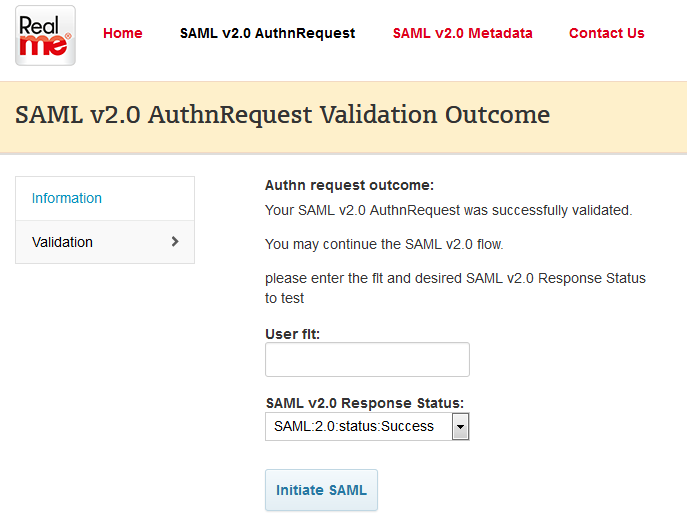 Real
me®
Home
SAML v2.0 AuthnRequest
SAML v2.0 Metadata
Contact Us
SAML v2.0 AuthnRequest Validation Outcome
Information
Validation
Authn request outcome:
Your SAML v2.0 AuthnRequest was successfully validated.
You may continue the SAML v2.0 flow.
please enter the flt and desired SAML v2.0 Response Status
to test
User flt:
SAML v2.0 Response Status:
SAML:2.0:status:Success
Initiate SAML